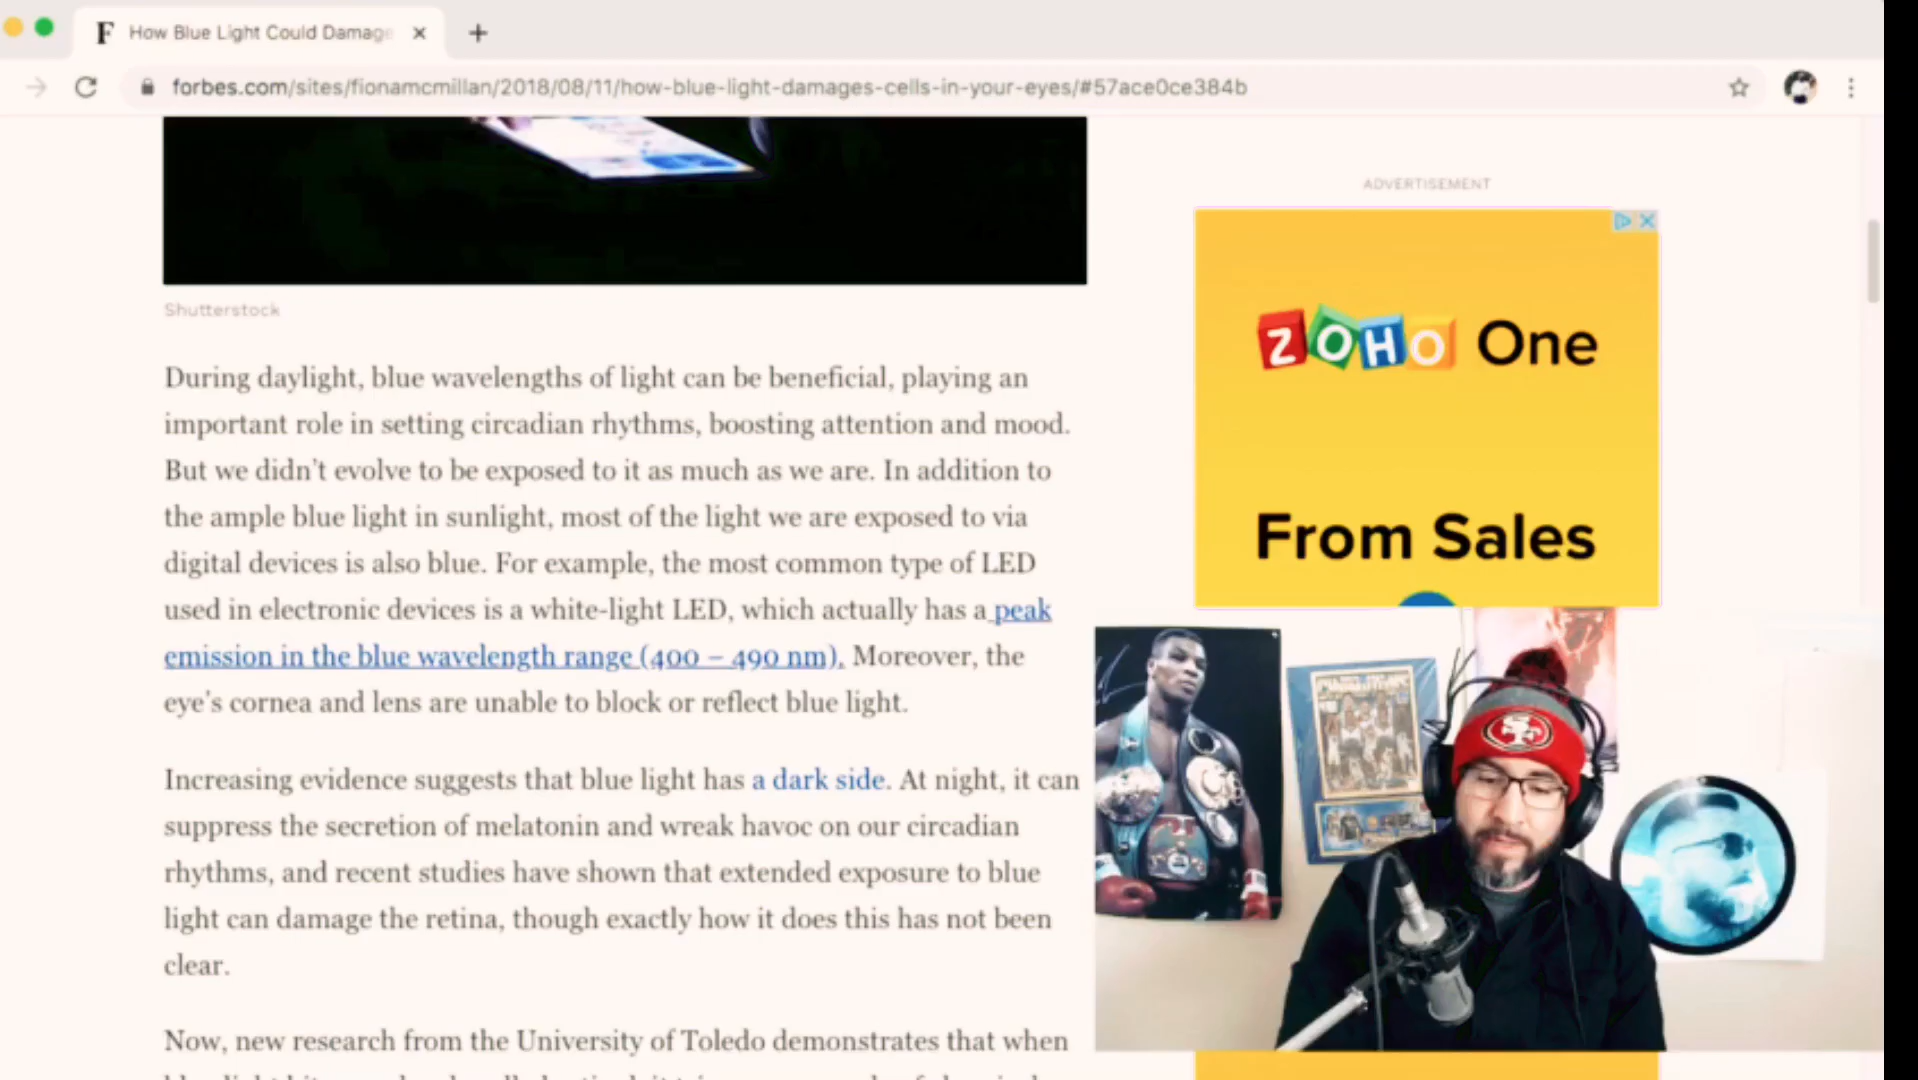 How Blue Light Could Damage
forbes.com/sites/fionamcmillan/2018/08/11/how-blue-light-damages-cells-in-your-eyes/#57ace0ce384b
ADVERTISEMENT
ZOHO One
From Sales
Shutterstock
During daylight, blue wavelengths of light can be beneficial, playing an
important role in setting circadian rhythms, boosting attention and mood.
But we didn't evolve to be exposed to it as much as we are. In addition to
the ample blue light in sunlight, most of the light we are exposed to via
digital devices is also blue. For example, the most common type of LED
used in electronic devices is a white-light LED, which actually has a peak
emission in the blue wavelength range (400 – 490 nm). Moreover, the
eye's cornea and lens are unable to block or reflect blue light.
Increasing evidence suggests that blue light has a dark side. At night, it can
suppress the secretion of melatonin and wreak havoc on our circadian
rhythms, and recent studies have shown that extended exposure to blue
light can damage the retina, though exactly how it does this has not been
clear.
Now, new research from the University of Toledo demonstrates that when